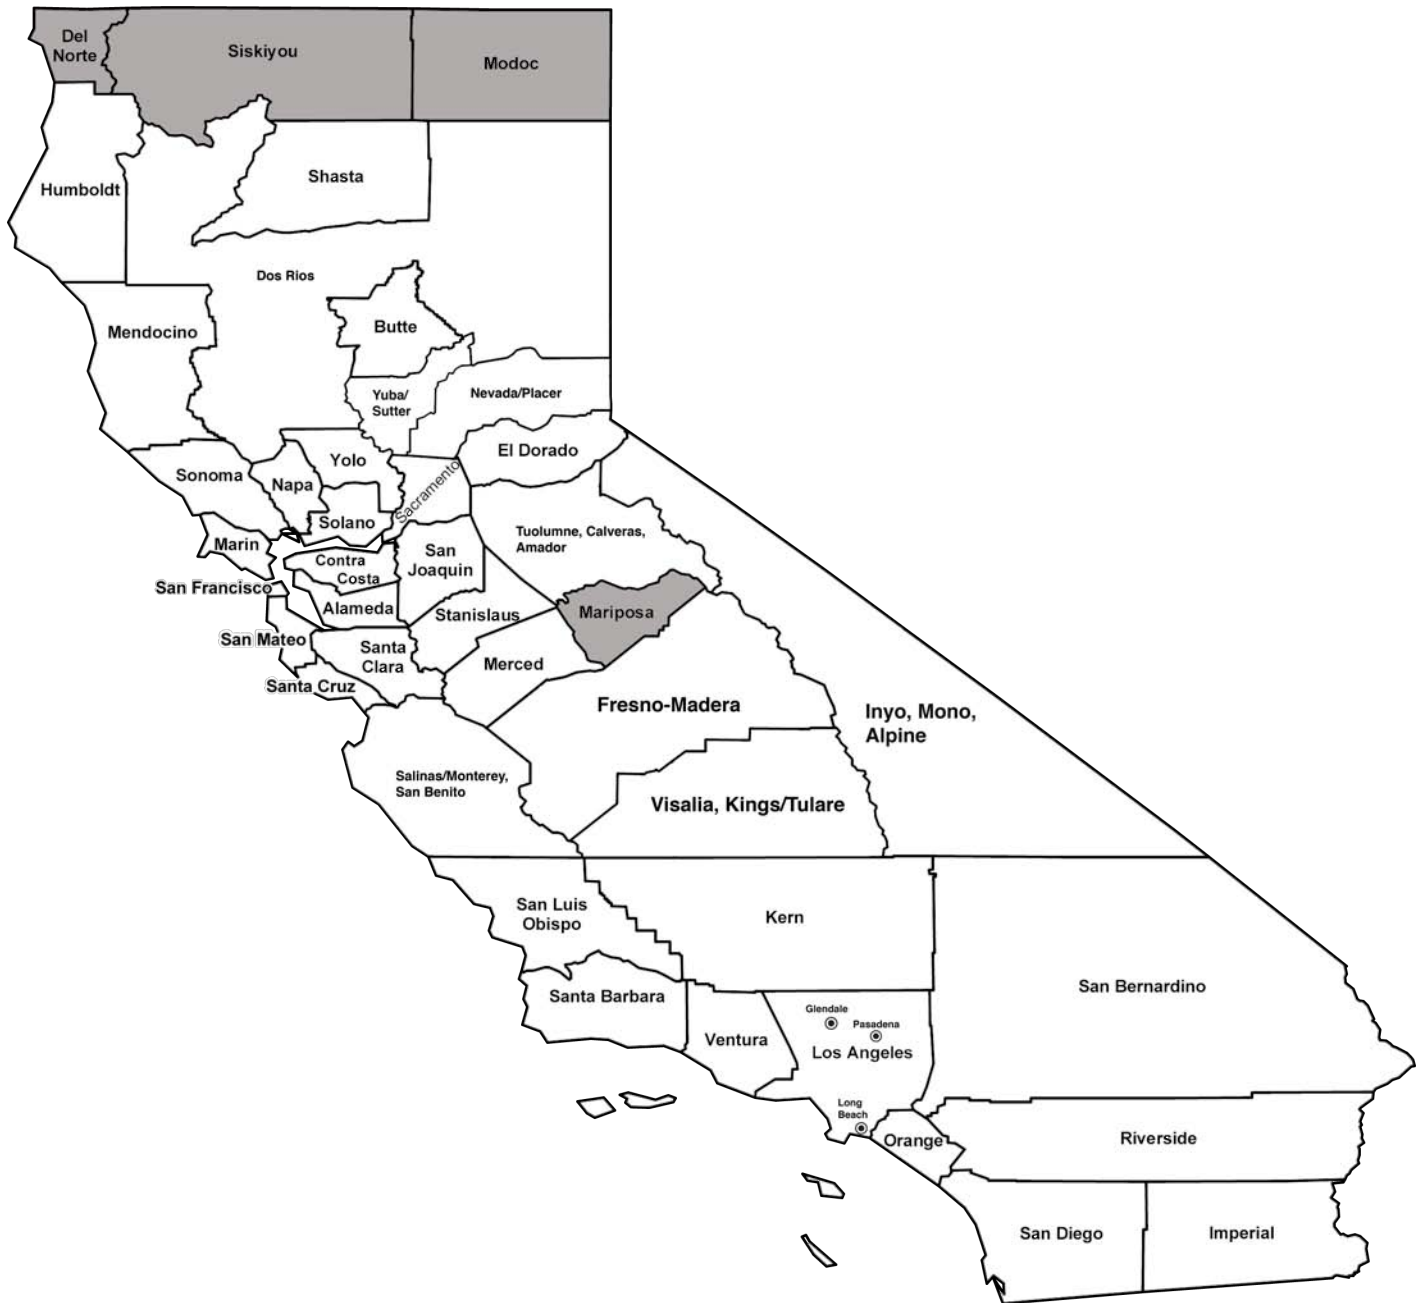 Del
Norte
Siskiyou
Modoc
Humboldt
Shasta
Dos Rios
Mendocino
Butte
Yuba/
Sutter
Nevada/Placer
El Dorado
Sonoma
Napa
Yolo
Sacramento
Solano
Marin
Contra
Costa
San
Joaquin
Tuolumne, Calveras,
Amador
San Francisco
Alameda
Stanislaus
Mariposa
San Mateo
Santa
Clara
Merced
Santa Cruz
Fresno-Madera
Inyo, Mono,
Alpine
Salinas/Monterey,
San Benito
Visalia, Kings/Tulare
San Luis
Obispo
Kern
Santa Barbara
Ventura
Glendale
Pasadena
Los Angeles
San Bernardino
Long
Beach
Orange
Riverside
San Diego
Imperial